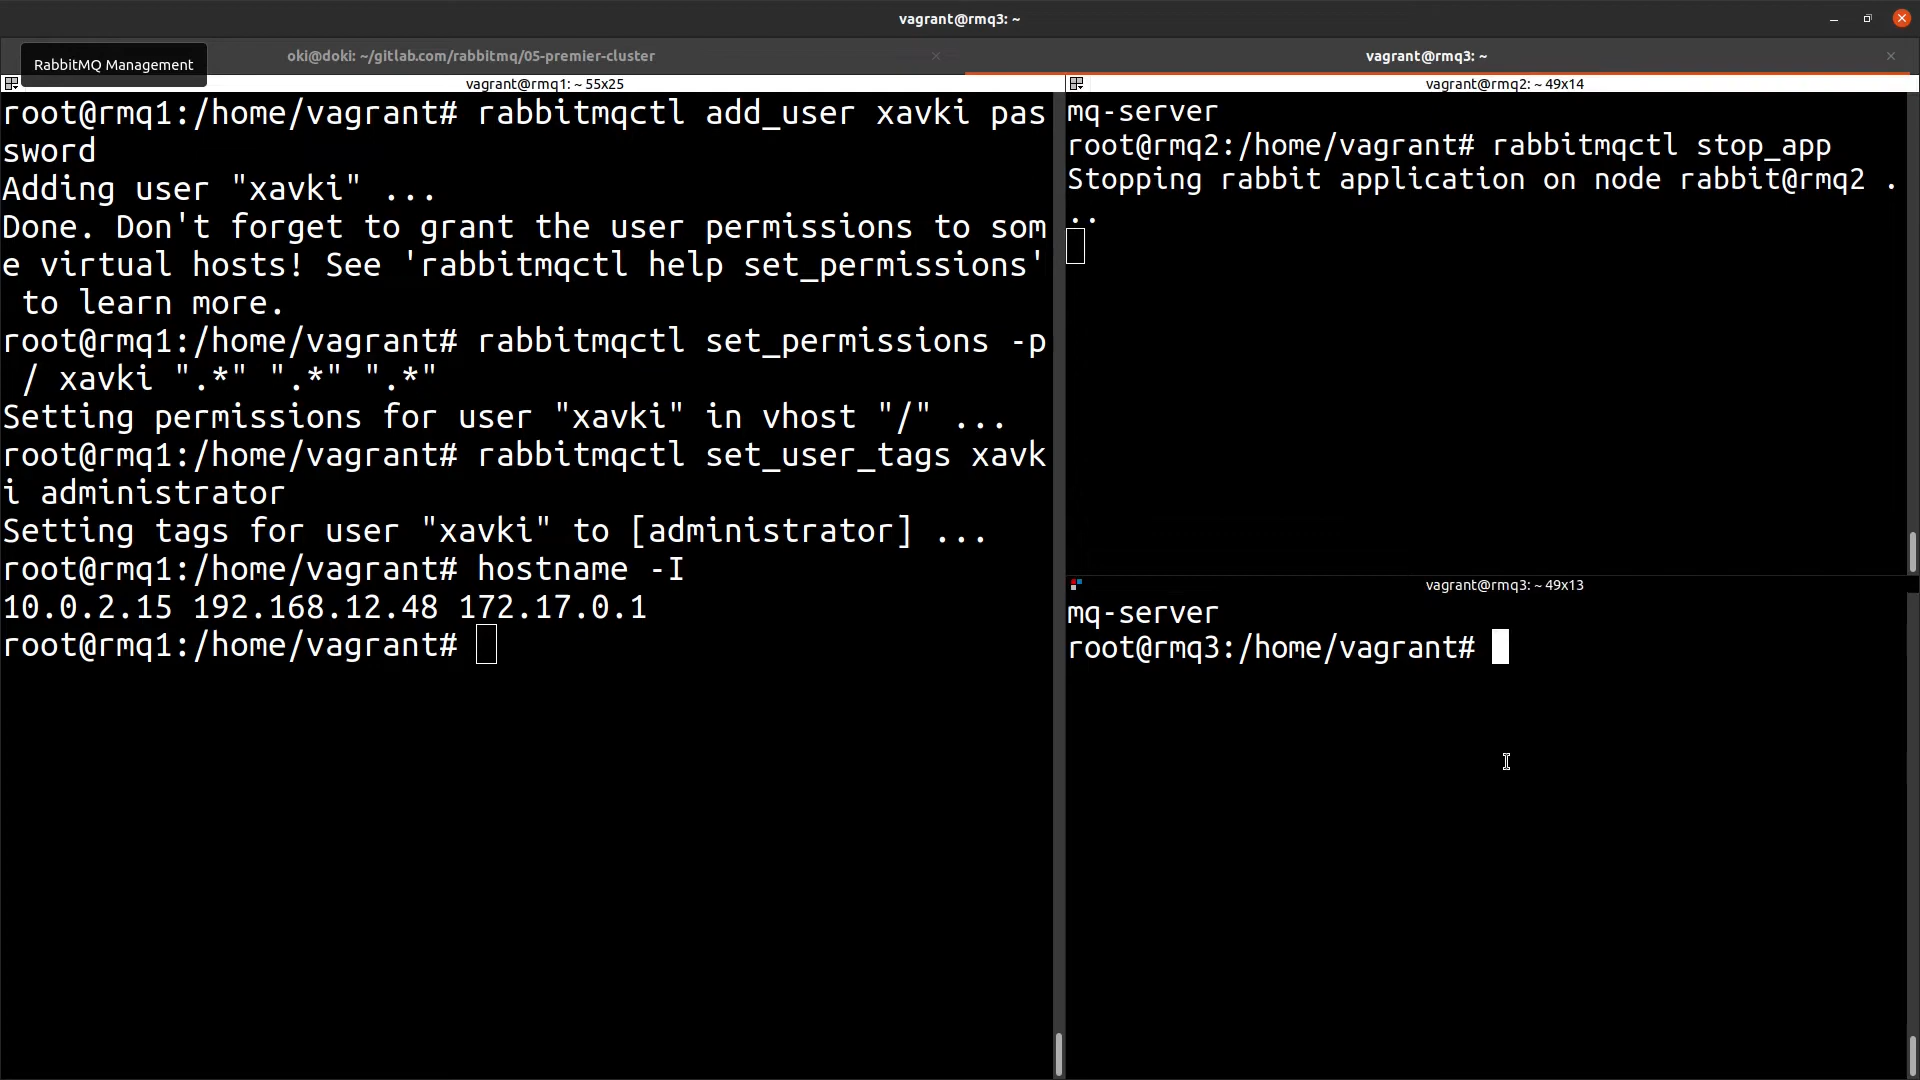 vagrant@rmq3: ~
RabbitMQ Management
oki@doki: ~/gitlab.com/rabbitmq/05-premier-cluster
vagrant@rmq3: ~
vagrant@rmq1: ~ 55x25
root@rmq1:/home/vagrant# rabbitmqctl add_user xavki pas
sword
Adding user "xavki" ...
Done. Don't forget to grant the user permissions to som
e virtual hosts! See 'rabbitmqctl help set_permissions'
to learn more.
root@rmq1:/home/vagrant# rabbitmqctl set_permissions -p
/ xavki ".*" ".*" ".*"
Setting permissions for user "xavki" in vhost "/" ...
root@rmq1:/home/vagrant# rabbitmqctl set_user_tags xavk
i administrator
Setting tags for user "xavki" to [administrator] ...
root@rmq1:/home/vagrant# hostname -I
10.0.2.15 192.168.12.48 172.17.0.1
root@rmq1:/home/vagrant#
vagrant@rmq2: ~ 49x14
mq-server
root@rmq2:/home/vagrant# rabbitmqctl stop_app
Stopping rabbit application on node rabbit@rmq2 .
..
vagrant@rmq3: ~ 49x13
mq-server
root@rmq3:/home/vagrant#